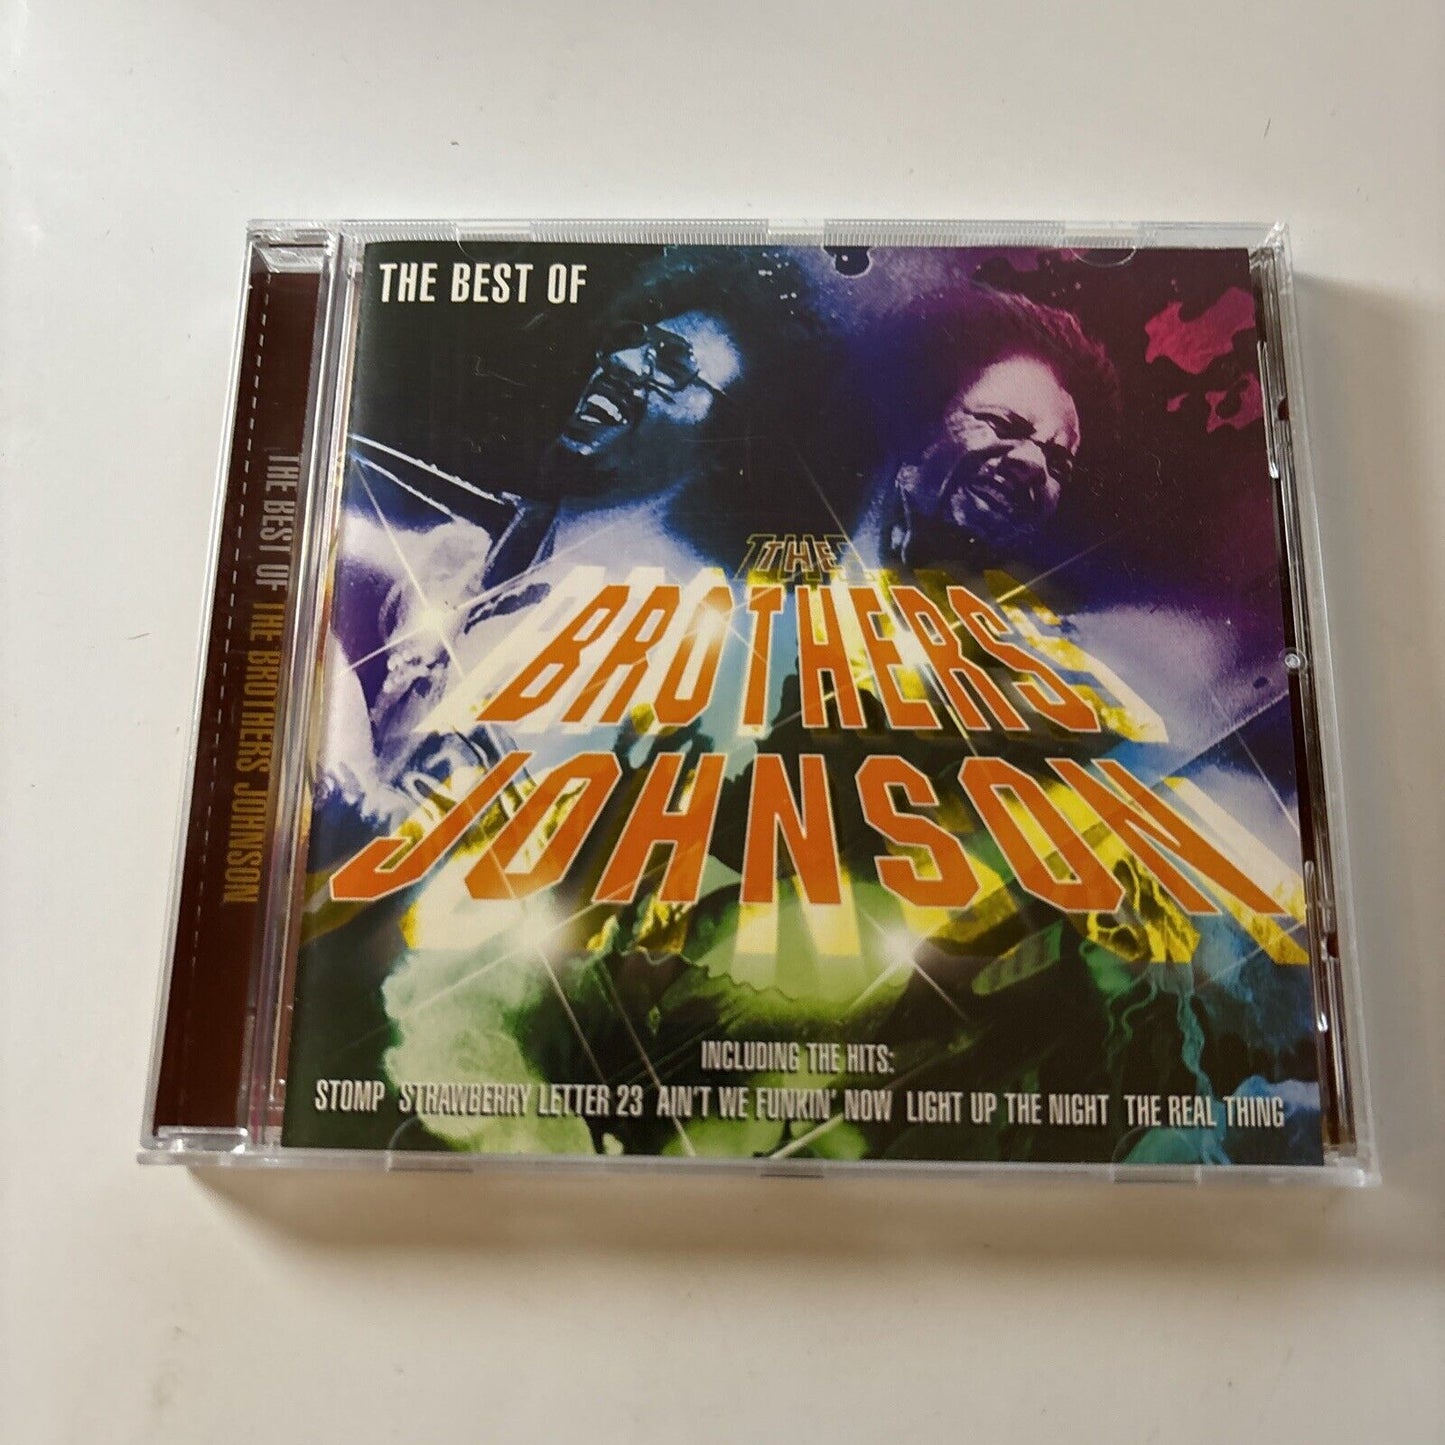 THE BEST OF
THE
BROTHERS
JOHNSON
INCLUDING THE HITS:
STOMP STRAWBERRY LETTER 23 AIN'T WE FUNKIN' NOW LIGHT UP THE NIGHT THE REAL THING
THE BEST OF THE BROTHERS JOHNSON